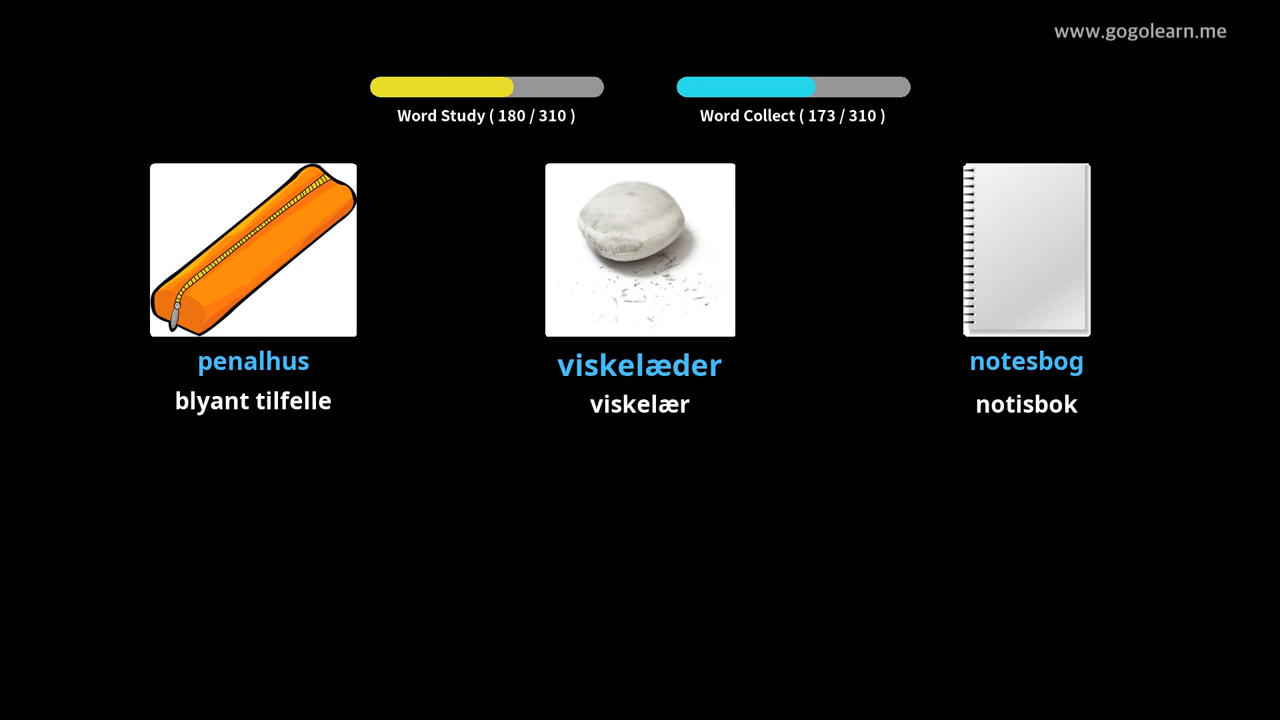 www.gogolearn.me
Word Study ( 180 / 310 )
Word Collect ( 173 / 310 )
penalhus
viskelæder
notesbog
blyant tilfelle
viskelær
notisbok